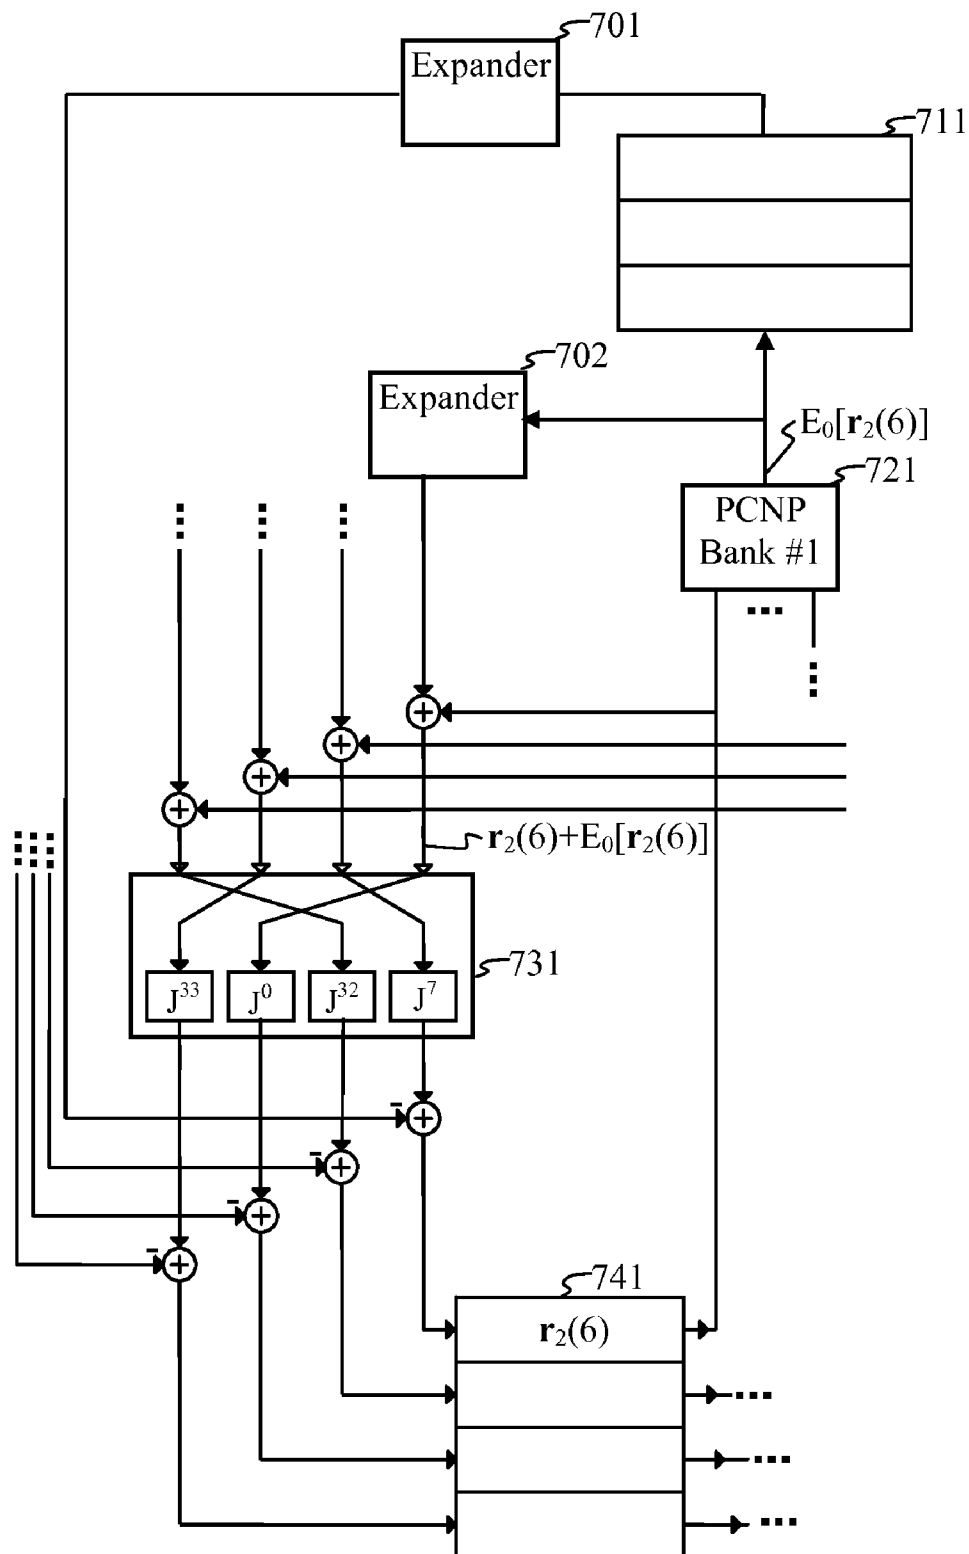 701
Expander
711
702
Expander
E₀[r₂(6)]
721
PCNP
Bank #1
r₂(6)+E₀[r₂(6)]
731
J³³ J⁰ J³² J⁷
-
-
-
-
741
r₂(6)